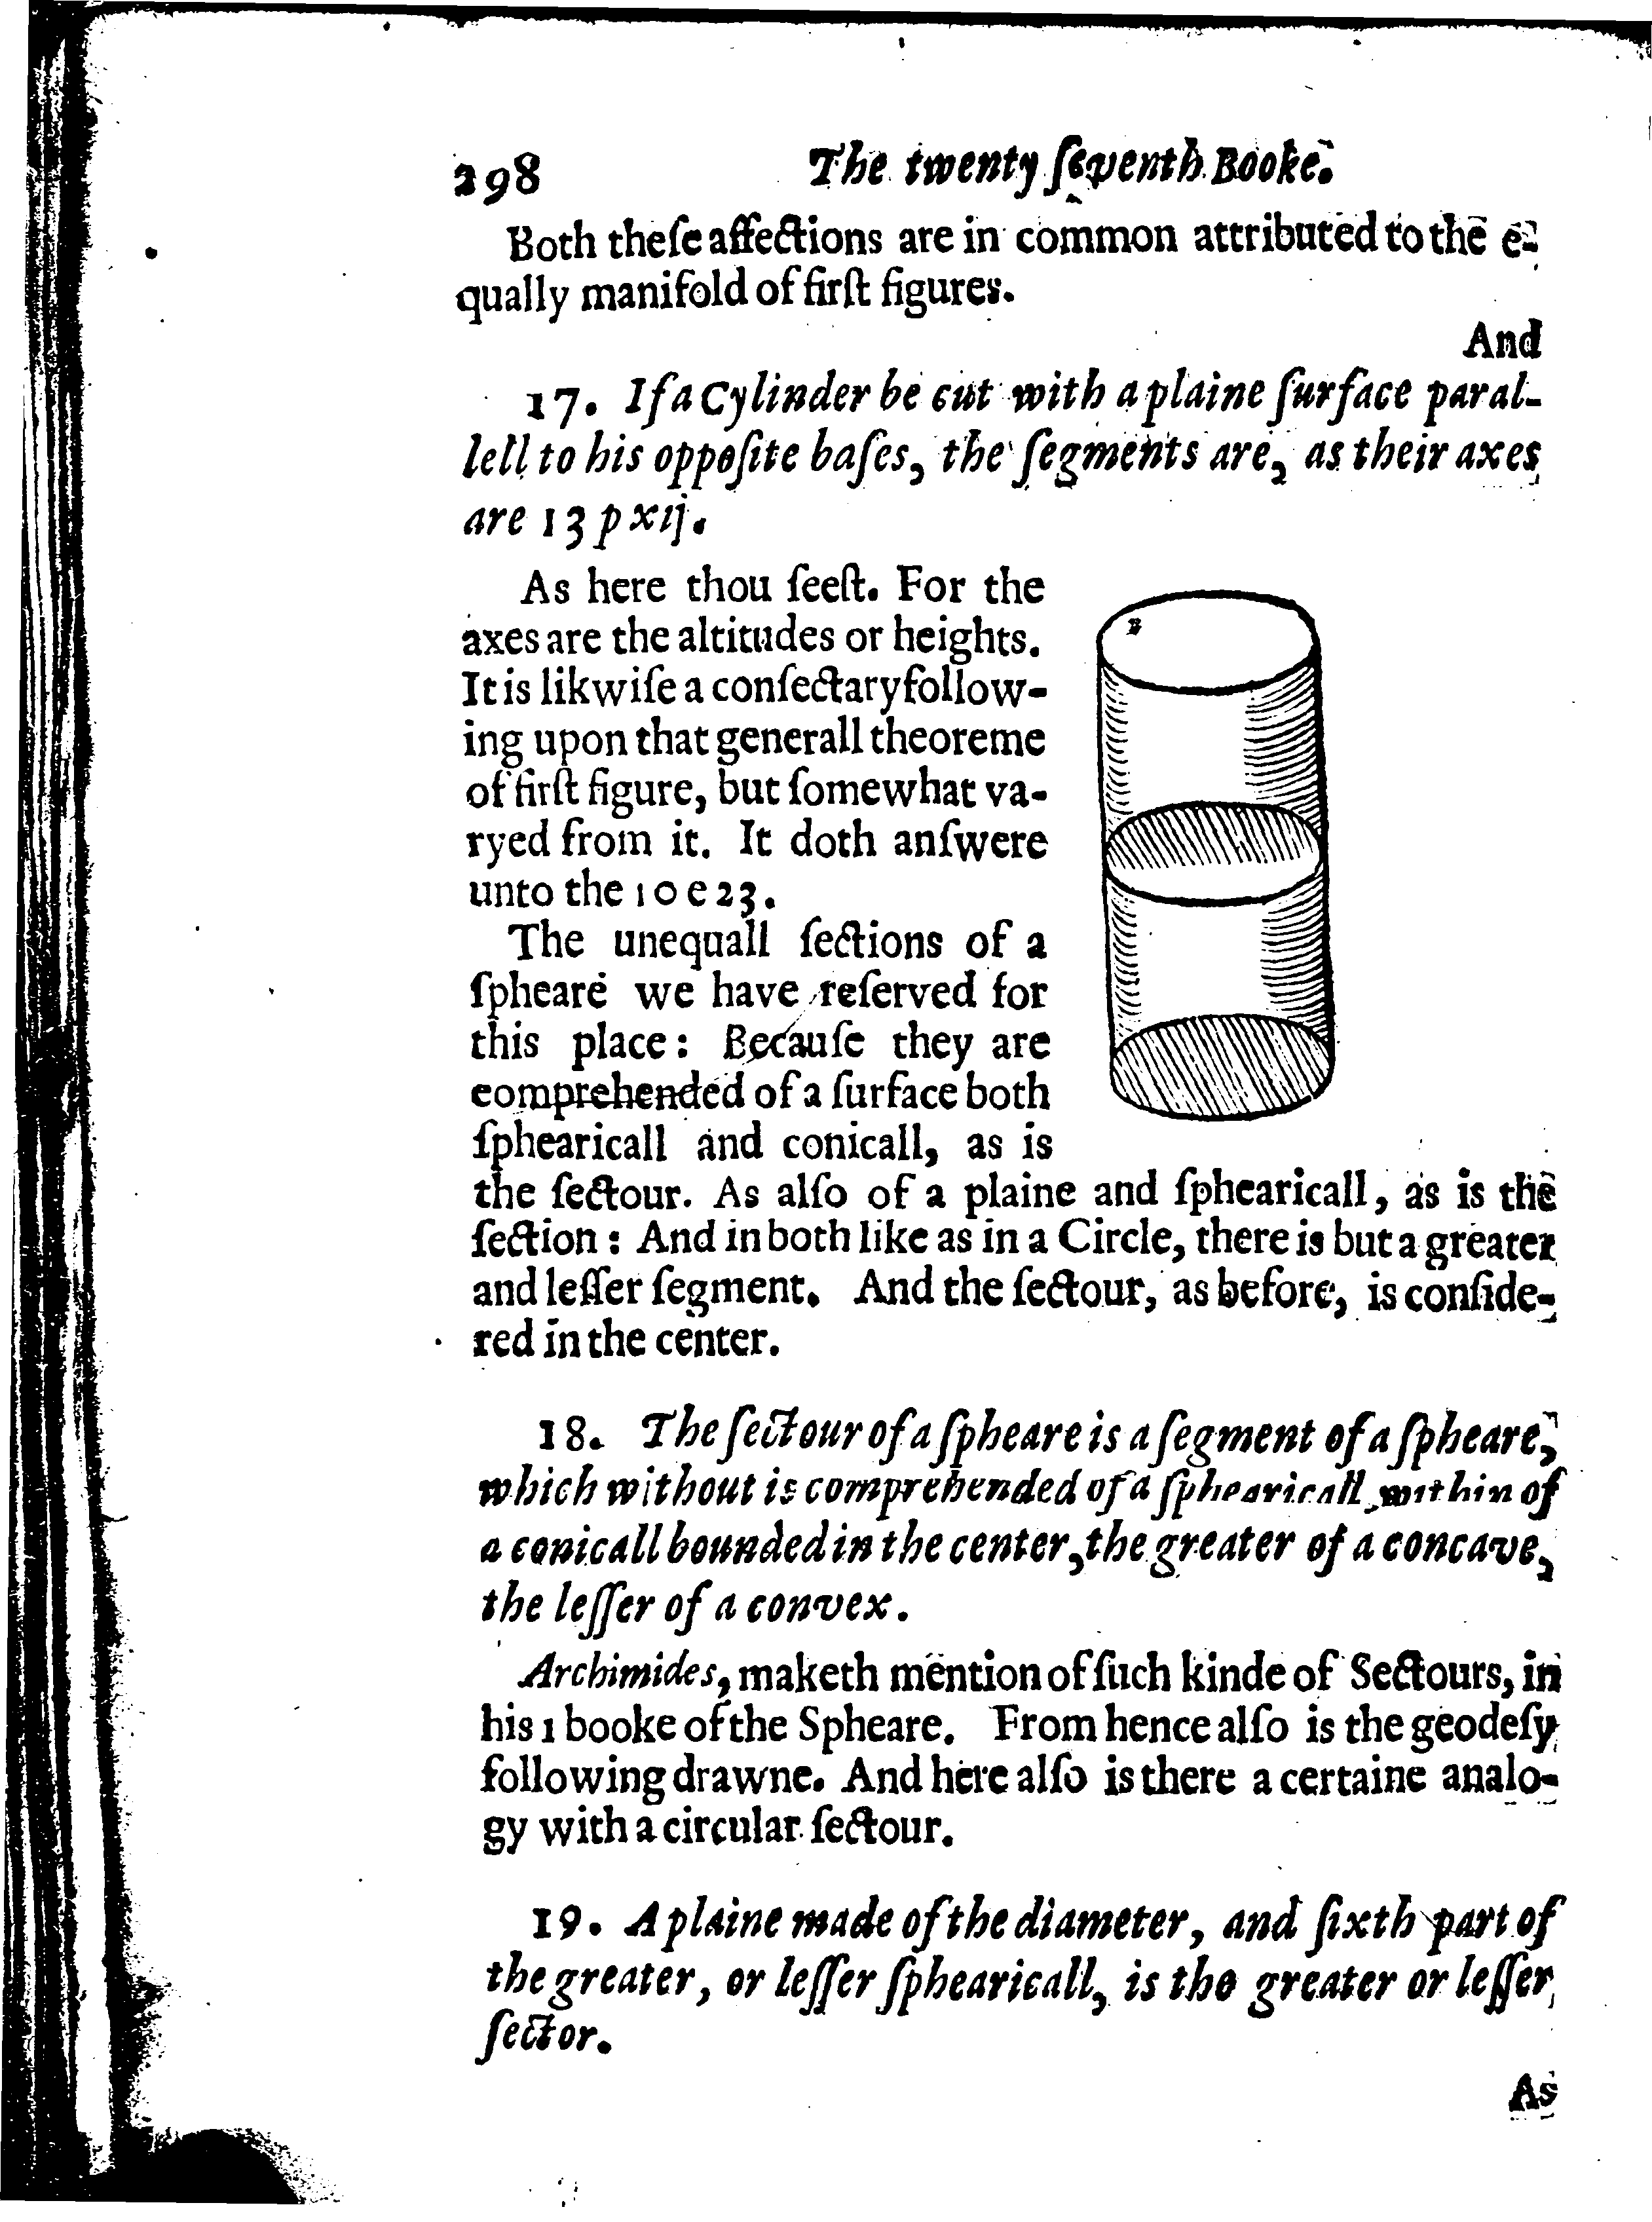 298 The twenty ſeventh Booke.
Both theſe affections are in common attributed to the e-
qually manifold of firſt figures.
And
17. If a Cylinder be cut with a plaine ſurface paral-
lell to his oppoſite baſes, the ſegments are, as their axes
are 13 p xij.
As here thou ſeeſt. For the
axes are the altitudes or heights.
It is likwiſe a conſectary follow-
ing upon that generall theoreme
of firſt figure, but ſomewhat va-
ryed from it. It doth anſwere
unto the 10 e 23.
The unequall ſections of a
ſpheare we have reſerved for
this place: Becauſe they are
comprehended of a ſurface both
ſphearicall and conicall, as is
the ſectour. As alſo of a plaine and ſphearicall, as is the
ſection: And in both like as in a Circle, there is but a greater
and leſſer ſegment. And the ſectour, as before, is conſide-
red in the center.
18. The ſectour of a ſpheare is a ſegment of a ſpheare,
which without is comprehended of a ſphearicall, within of
a conicall bounded in the center, the greater of a concave,
the leſſer of a convex.
Archimides, maketh mention of ſuch kinde of Sectours, in
his 1 booke of the Spheare. From hence alſo is the geodeſy
following drawne. And here alſo is there a certaine analo-
gy with a circular ſectour.
19. A plaine made of the diameter, and ſixth part of
the greater, or leſſer ſphearicall, is the greater or leſſer
ſector.
As